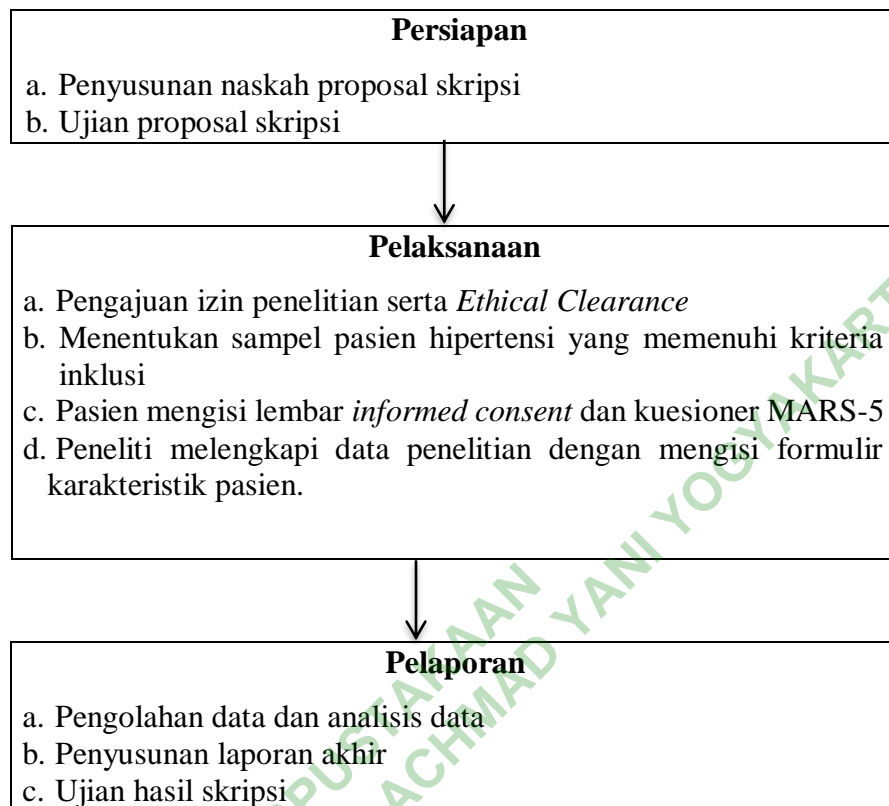 Persiapan
a. Penyusunan naskah proposal skripsi
b. Ujian proposal skripsi
Pelaksanaan
a. Pengajuan izin penelitian serta Ethical Clearance
b. Menentukan sampel pasien hipertensi yang memenuhi kriteria
inklusi
c. Pasien mengisi lembar informed consent dan kuesioner MARS-5
d. Peneliti melengkapi data penelitian dengan mengisi formulir
karakteristik pasien.
Pelaporan
a. Pengolahan data dan analisis data
b. Penyusunan laporan akhir
c. Ujian hasil skripsi
ACHMAD YANI